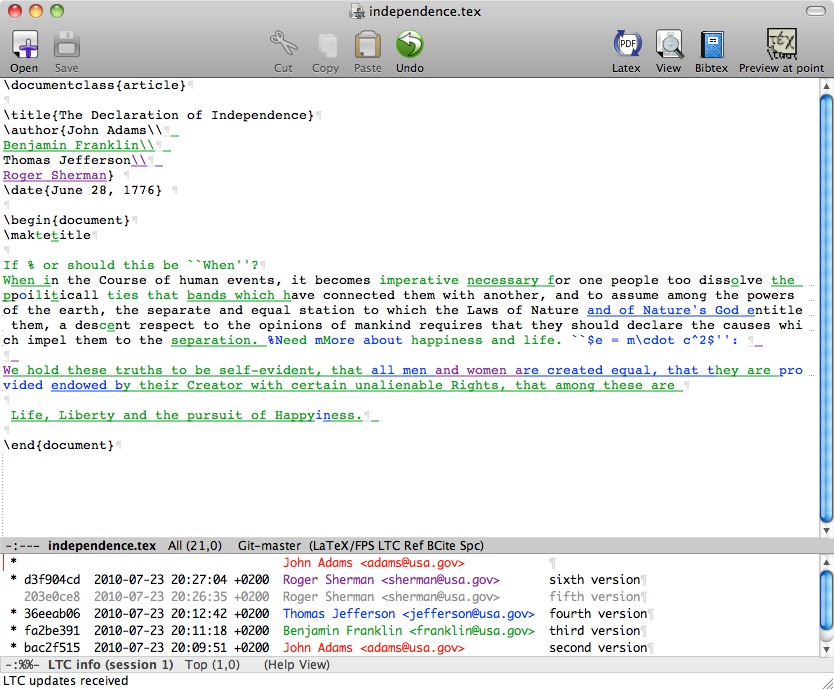 independence.tex
Open Save Cut Copy Paste Undo Latex View Bibtex Preview at point
\documentclass{article}¶
¶
\title{The Declaration of Independence}¶
\author{John Adams\\¶
Benjamin Franklin\\¶
Thomas Jefferson\\¶
Roger Sherman} ¶
\date{June 28, 1776} ¶
¶
\begin{document}¶
\maktetitle¶
¶
If % or should this be ``When''?¶
When in the Course of human events, it becomes imperative necessary for one people too dissolve the
ppoiliticall ties that bands which have connected them with another, and to assume among the powers
of the earth, the separate and equal station to which the Laws of Nature and of Nature's God entitle
them, a descent respect to the opinions of mankind requires that they should declare the causes whi
ch impel them to the separation. %Need mMore about happiness and life. ``$e = m\cdot c^2$'': ¶
¶
We hold these truths to be self-evident, that all men and women are created equal, that they are pro
vided endowed by their Creator with certain unalienable Rights, that among these are ¶
¶
Life, Liberty and the pursuit of Happyiness.¶
¶
\end{document}¶
-:--- independence.tex All (21,0) Git-master (LaTeX/FPS LTC Ref BCite Spc)
* John Adams <adams@usa.gov> ¶
* d3f904cd 2010-07-23 20:27:04 +0200 Roger Sherman <sherman@usa.gov> sixth version¶
203e0ce8 2010-07-23 20:26:35 +0200 Roger Sherman <sherman@usa.gov> fifth version¶
* 36eeab06 2010-07-23 20:12:42 +0200 Thomas Jefferson <jefferson@usa.gov> fourth version¶
* fa2be391 2010-07-23 20:11:18 +0200 Benjamin Franklin <franklin@usa.gov> third version¶
* bac2f515 2010-07-23 20:09:51 +0200 John Adams <adams@usa.gov> second version¶
-:%%- LTC info (session 1) Top (1,0) (Help View)
LTC updates received